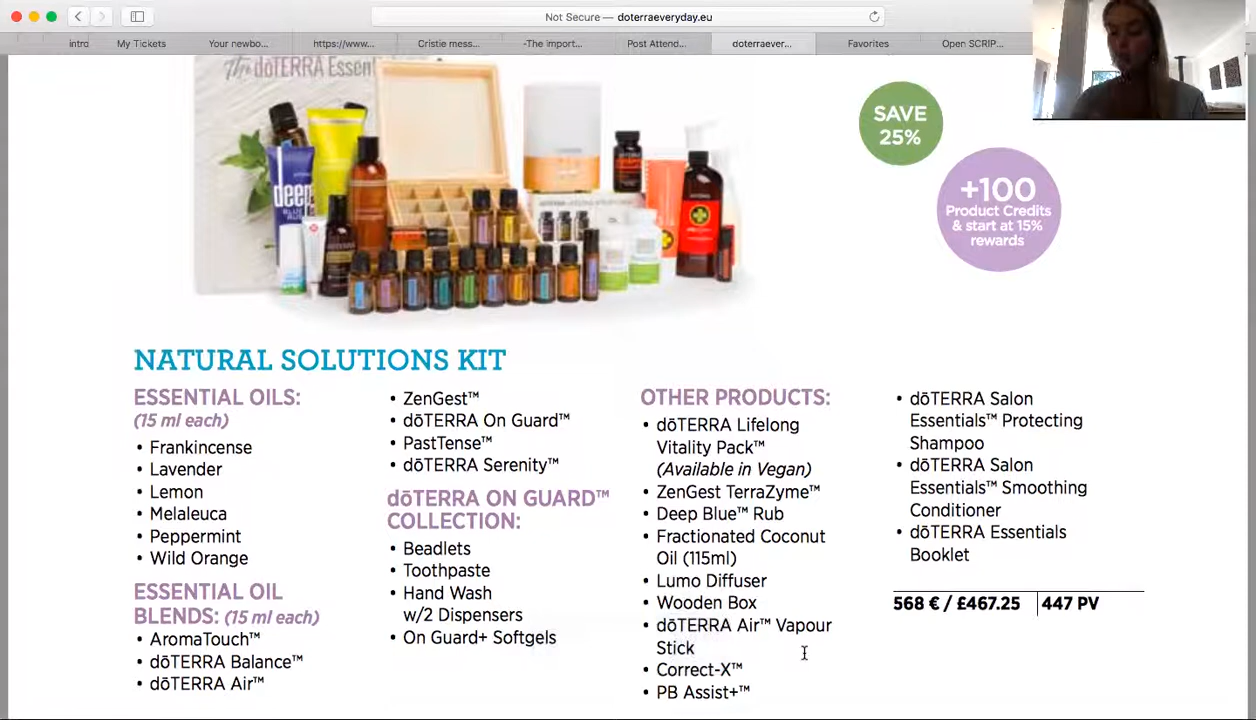 Not Secure — doterraeveryday.eu
intro
My Tickets
Your newbo...
https://www...
Cristie mess...
-The import...
Post Attend...
doterraever...
Favorites
Open SCRIP...
The dōTERRA Essen
SAVE
25%
+100
Product Credits
& start at 15%
rewards
deep
NATURAL SOLUTIONS KIT
ESSENTIAL OILS:
(15 ml each)
• Frankincense
• Lavender
• Lemon
• Melaleuca
• Peppermint
• Wild Orange
ESSENTIAL OIL
BLENDS: (15 ml each)
• AromaTouch™
• dōTERRA Balance™
• dōTERRA Air™
• ZenGest™
• dōTERRA On Guard™
• PastTense™
• dōTERRA Serenity™
dōTERRA ON GUARD™
COLLECTION:
• Beadlets
• Toothpaste
• Hand Wash
w/2 Dispensers
• On Guard+ Softgels
OTHER PRODUCTS:
• dōTERRA Lifelong
Vitality Pack™
(Available in Vegan)
• ZenGest TerraZyme™
• Deep Blue™ Rub
• Fractionated Coconut
Oil (115ml)
• Lumo Diffuser
• Wooden Box
• dōTERRA Air™ Vapour
Stick
• Correct-X™
• PB Assist+™
• dōTERRA Salon
Essentials™ Protecting
Shampoo
• dōTERRA Salon
Essentials™ Smoothing
Conditioner
• dōTERRA Essentials
Booklet
568 € / £467.25 447 PV